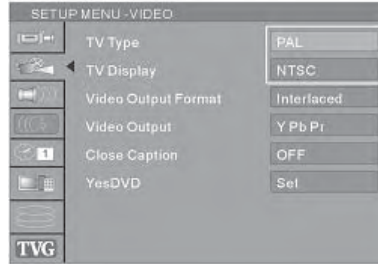 SETUP MENU -VIDEO
TV Type PAL
TV Display NTSC
Video Output Format Interlaced
Video Output Y Pb Pr
Close Caption OFF
YesDVD Set
1
TVG